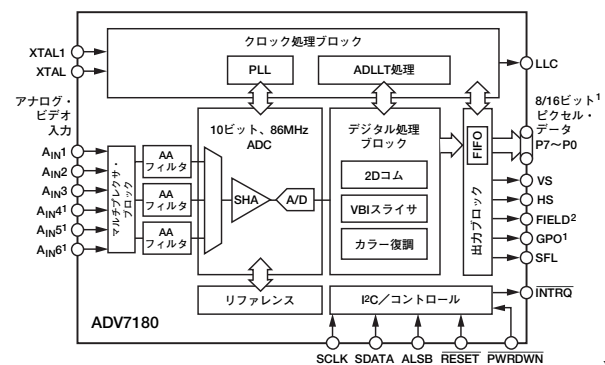 クロック処理ブロック
XTAL1
XTAL
PLL
ADLLT処理
LLC
アナログ・
ビデオ
入力
8/16ビット¹
ピクセル・
データ
P7～P0
10ビット、86MHz
ADC
デジタル処理
ブロック
FIFO
AIN1
AIN2
AIN3
AIN4¹
AIN5¹
AIN6¹
マルチプレクサ・
ブロック
AA
フィルタ
AA
フィルタ
AA
フィルタ
SHA
A/D
2Dコム
VBIスライサ
カラー復調
出力ブロック
VS
HS
FIELD²
GPO¹
SFL
リファレンス
I²C／コントロール
INTRQ
ADV7180
SCLK
SDATA
ALSB
RESET
PWRDWN